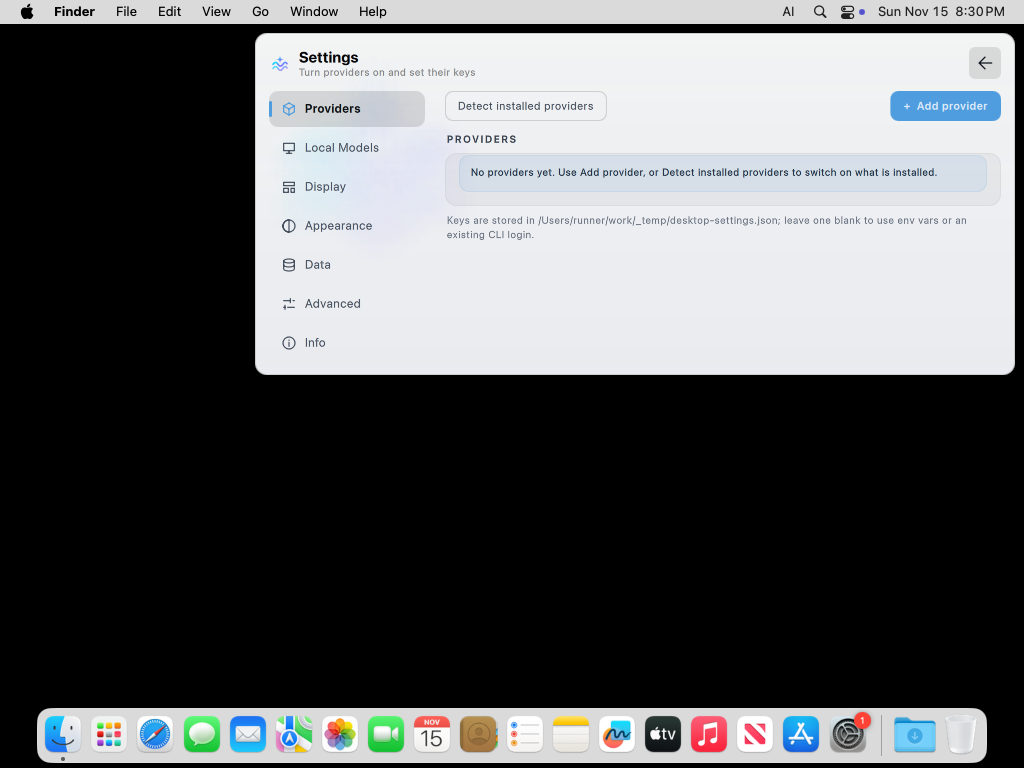 Finder File Edit View Go Window Help AI Sun Nov 15 8:30 PM
Settings
Turn providers on and set their keys
Providers
Local Models
Display
Appearance
Data
Advanced
Info
Detect installed providers
+ Add provider
PROVIDERS
No providers yet. Use Add provider, or Detect installed providers to switch on what is installed.
Keys are stored in /Users/runner/work/_temp/desktop-settings.json; leave one blank to use env vars or an
existing CLI login.
NOV
15
tv
1